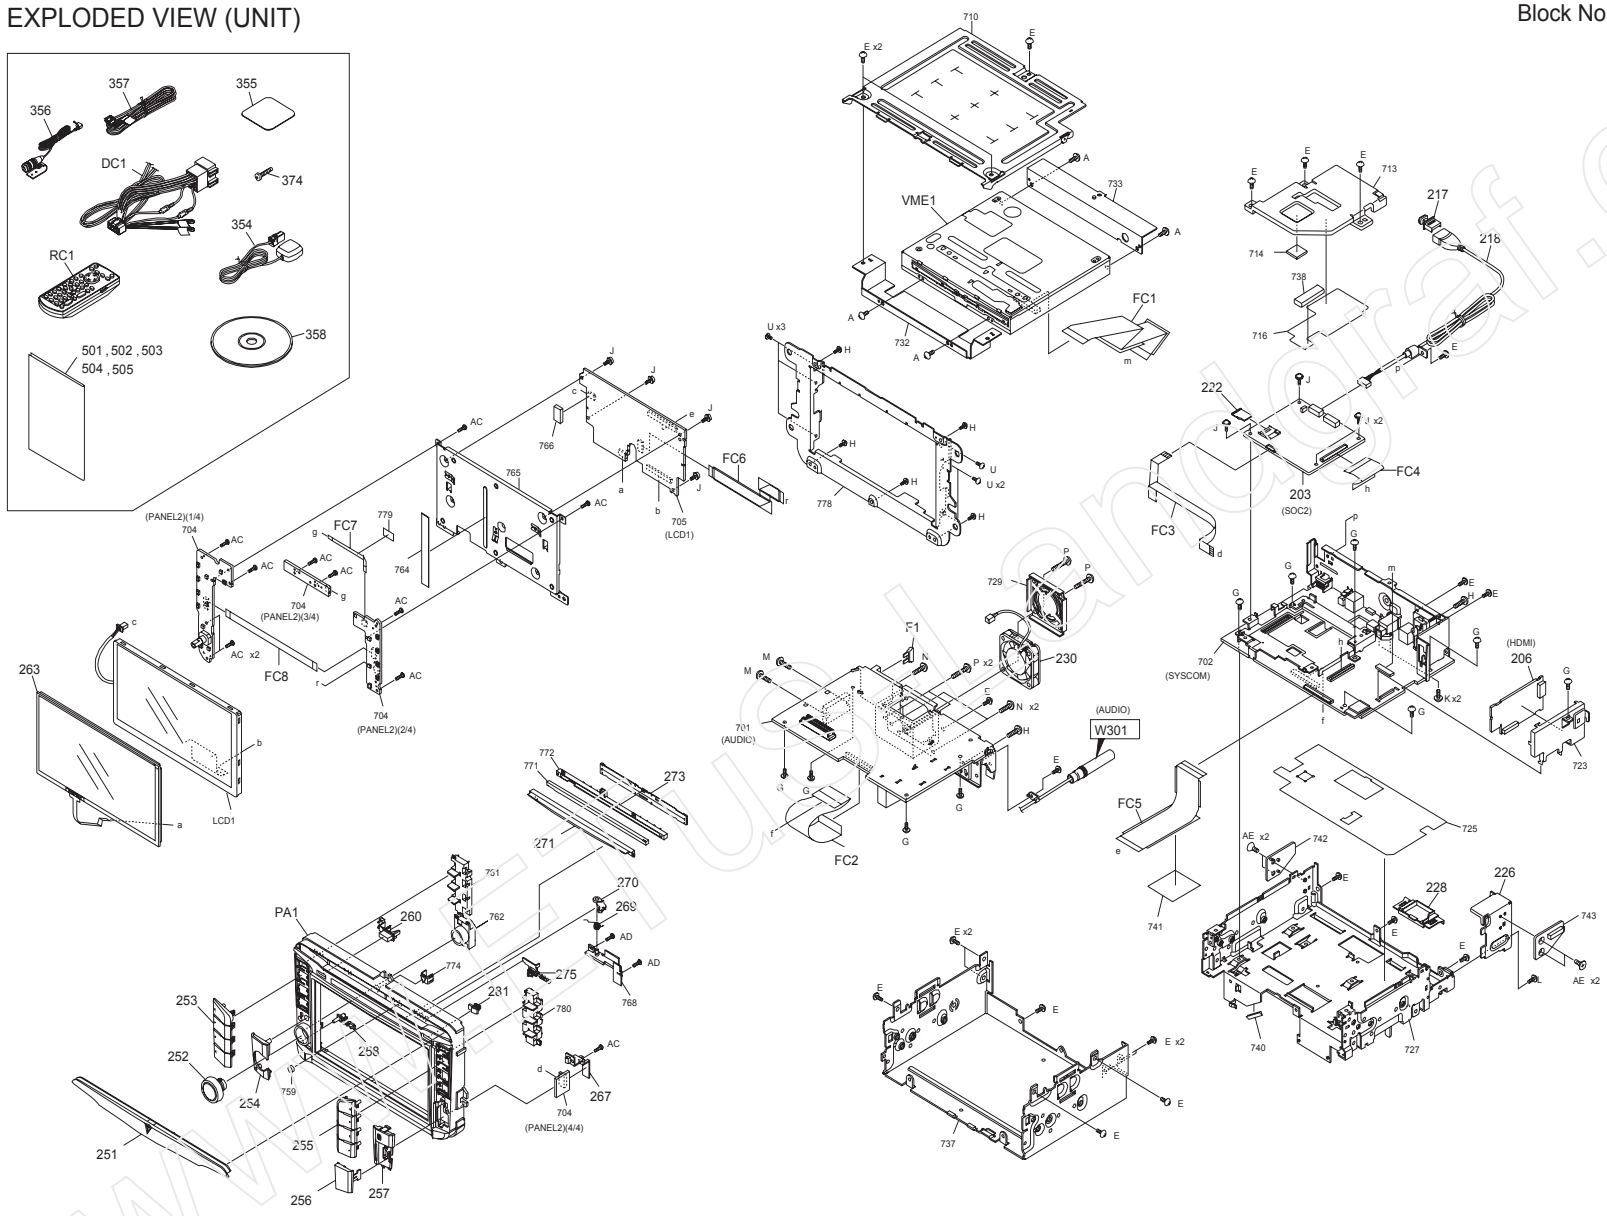 EXPLODED VIEW (UNIT)
Block No
357
355
356
DC1
374
354
RC1
358
501 , 502 , 503
504 , 505
710
E x2
E
A
733
VME1
A
A
732
A
FC1
m
E
E
E
713
714
217
218
738
716
E
p
222
J
J
J x2
FC4
h
203
(SOC2)
FC3
d
U x3
H
H
H
H
H
U
U x2
778
J
J
J
J
c
e
766
a
b
705
(LCD1)
FC6
r
765
AC
AC
764
(PANEL2)(1/4)
704
AC
AC
AC x2
g
FC7
779
AC
AC
704
(PANEL2)(3/4)
g
AC
AC
FC8
r
704
(PANEL2)(2/4)
c
263
b
LCD1
a
P
P
729
230
F1
M
M
N
P x2
E
N x2
H
701
(AUDIO)
G
G
G
G
f
FC2
(AUDIO)
W301
E
p
G
G
G
m
E
H
E
G
h
702
(SYSCOM)
K x2
f
G
(HDMI)
206
G
723
FC5
e
741
725
AE x2
742
E
228
E
226
E
743
AE x2
L
740
727
772
771
273
271
761
762
260
PA1
774
270
269
AD
AD
768
275
231
780
253
252
254
258
759
251
255
256
257
d
AC
267
704
(PANEL2)(4/4)
E x2
E
E
E x2
E
E
737
www.ETuS-Landgraf.